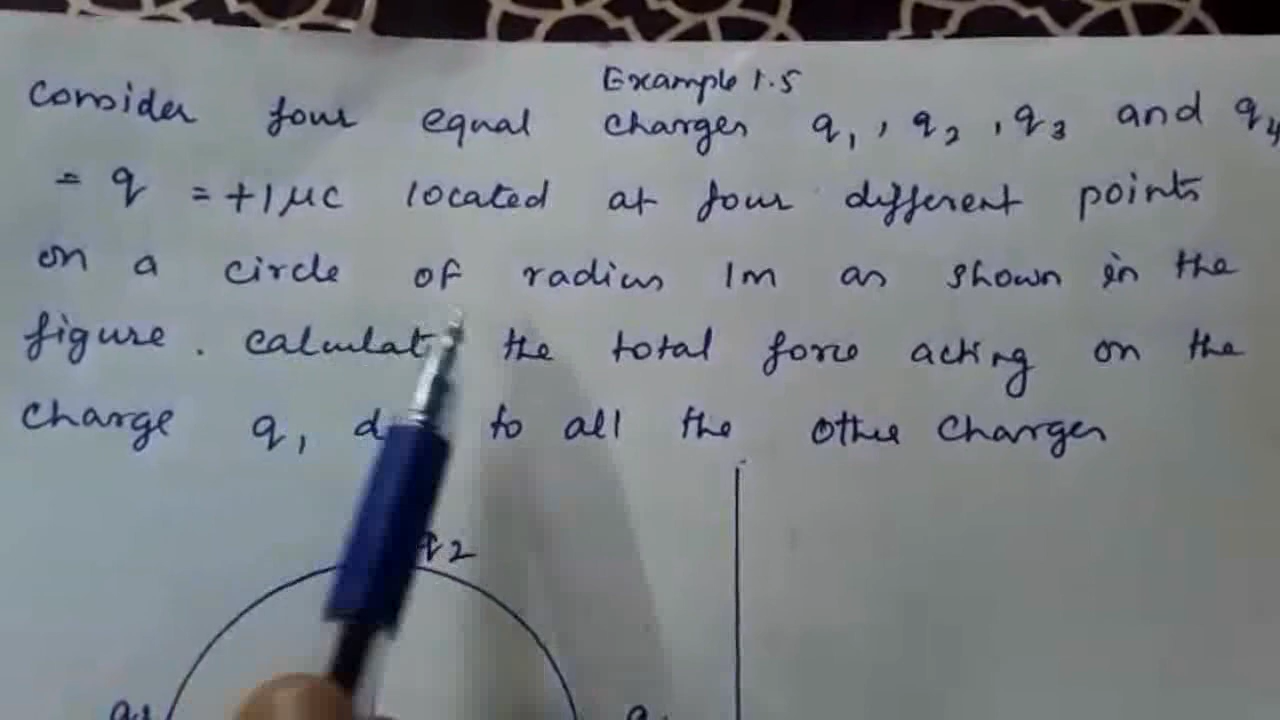 Example 1.5
Consider four equal charges q1, q2, q3 and q4
= q = +1μc located at four different points
on a circle of radius 1m as shown in the
figure. calculat the total force acting on the
charge q1 d to all the other charges
q2